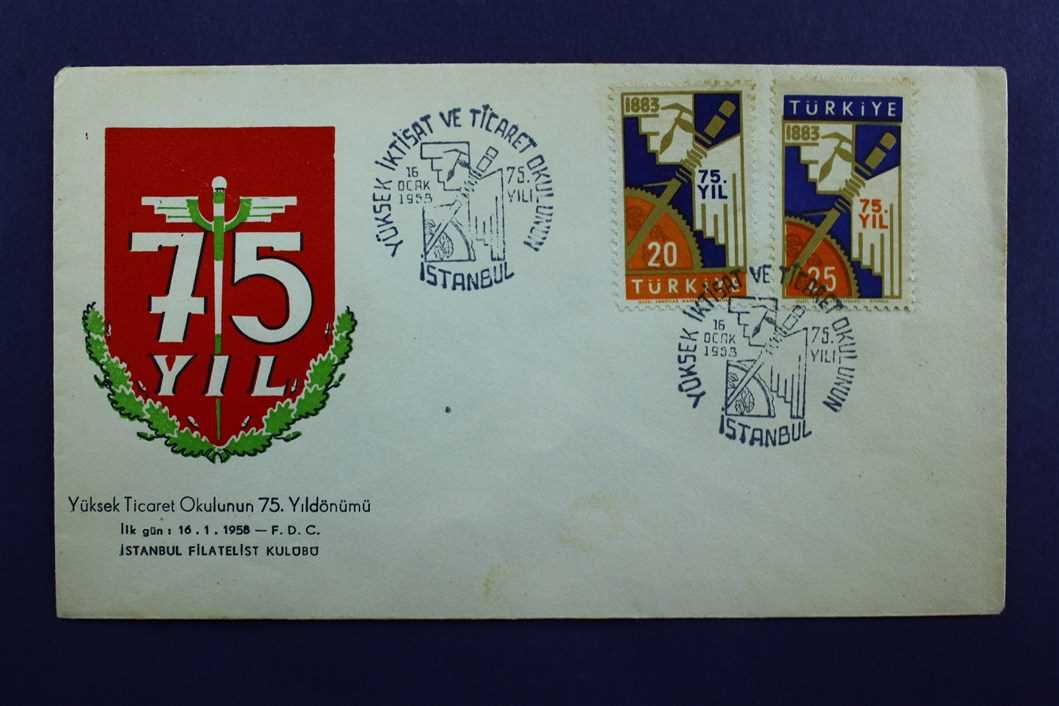 75
YIL
Yüksek Ticaret Okulunun 75. Yıldönümü
İlk gün : 16 . 1 . 1958 — F. D. C.
İSTANBUL FİLATELİST KULÜBÜ
YÜKSEK İKTİSAT VE TİCARET OKULUNUN
16
OCAK
1958
75.
YILI
İSTANBUL
1883
75.
YIL
20
TÜRKİYE
TÜRKİYE
1883
75.
YIL
25
YÜKSEK İKTİSAT VE TİCARET OKULUNUN
16
OCAK
1958
75.
YILI
İSTANBUL